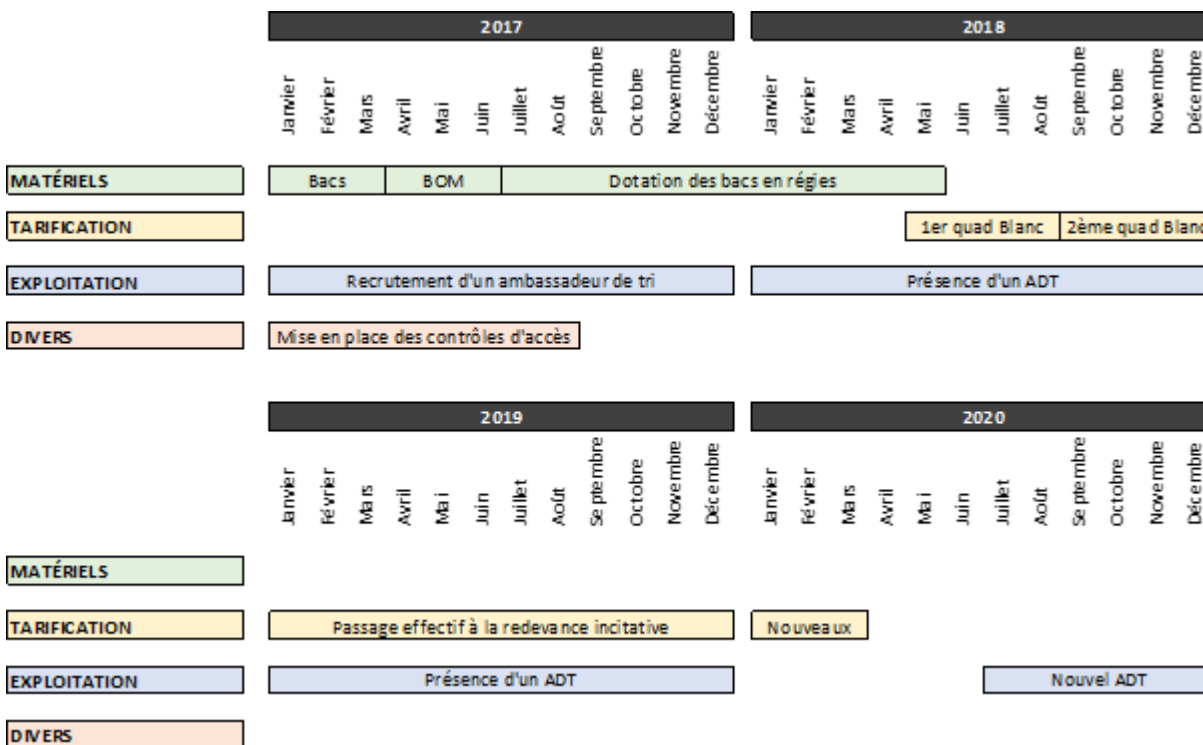 2017 2018
Janvier Février Mars Avril Mai Juin Juillet Août Septembre Octobre Novembre Décembre Janvier Février Mars Avril Mai Juin Juillet Août Septembre Octobre Novembre Décembre
MATÉRIELS Bacs BOM Dotation des bacs en régies
TARIFICATION 1er quad Blanc 2ème quad Blanc
EXPLOITATION Recrutement d'un ambassadeur de tri Présence d'un ADT
DIVERS Mise en place des contrôles d'accès
2019 2020
Janvier Février Mars Avril Mai Juin Juillet Août Septembre Octobre Novembre Décembre Janvier Février Mars Avril Mai Juin Juillet Août Septembre Octobre Novembre Décembre
MATÉRIELS
TARIFICATION Passage effectif à la redevance incitative Nouveaux
EXPLOITATION Présence d'un ADT Nouvel ADT
DIVERS